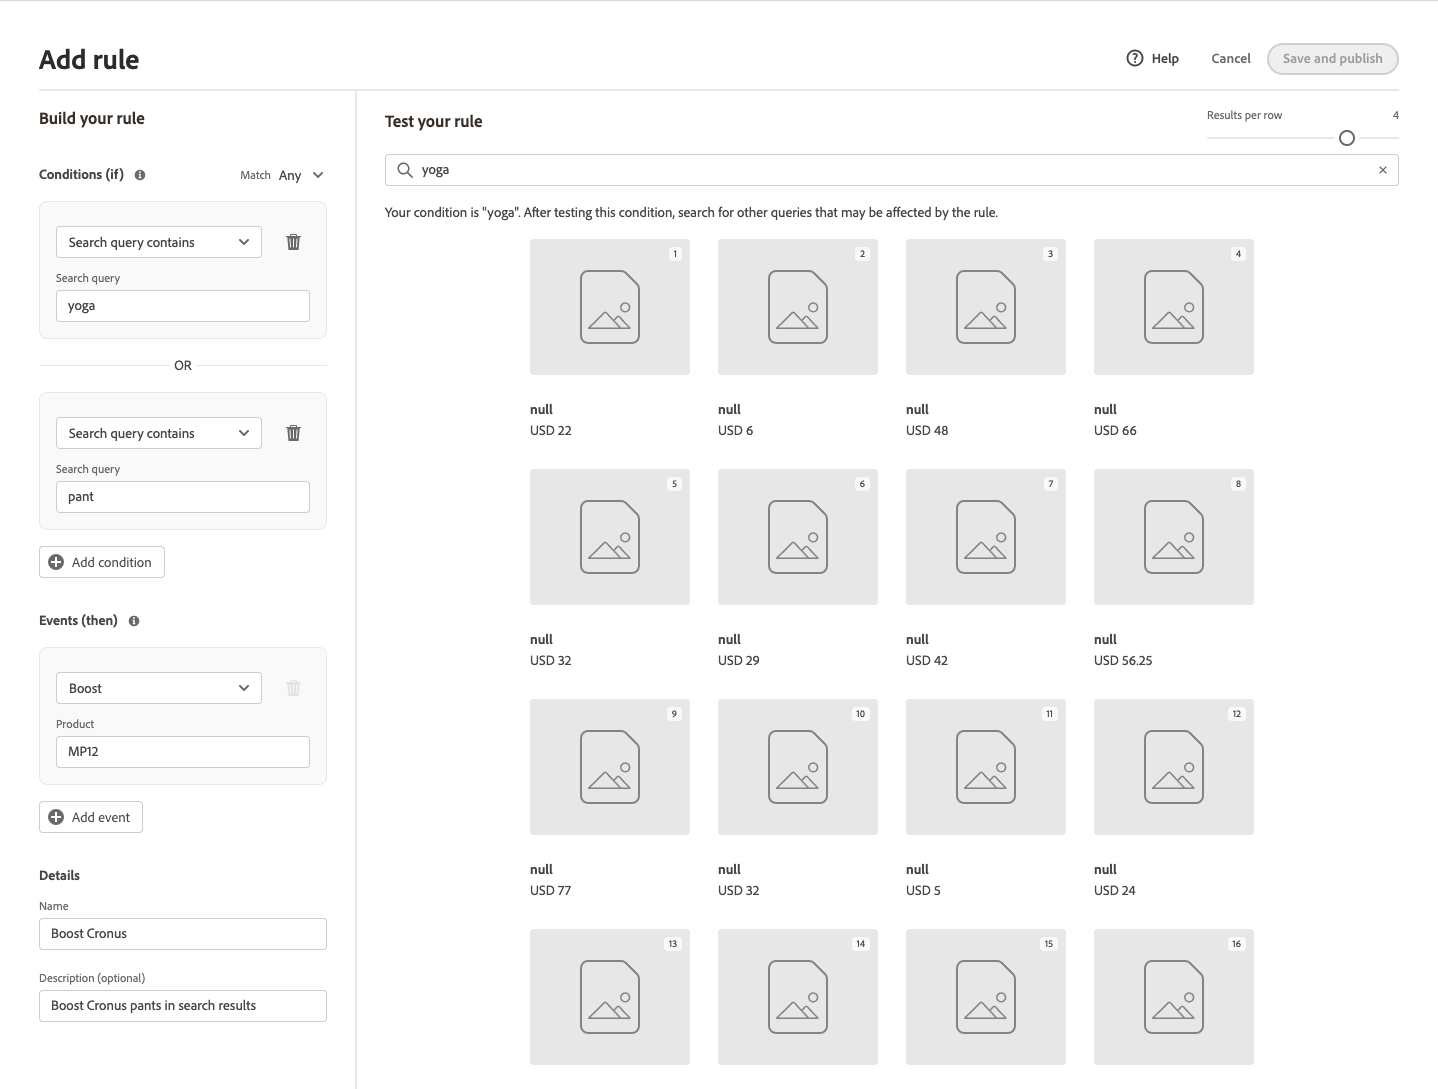 Add rule
Help
Cancel
Save and publish
Build your rule
Conditions (if)
Match Any
Search query contains
Search query
yoga
OR
Search query contains
Search query
pant
Add condition
Events (then)
Boost
Product
MP12
Add event
Details
Name
Boost Cronus
Description (optional)
Boost Cronus pants in search results
Test your rule
Results per row 4
yoga
Your condition is "yoga". After testing this condition, search for other queries that may be affected by the rule.
1 2 3 4
null null null null
USD 22 USD 6 USD 48 USD 66
5 6 7 8
null null null null
USD 32 USD 29 USD 42 USD 56.25
9 10 11 12
null null null null
USD 77 USD 32 USD 5 USD 24
13 14 15 16